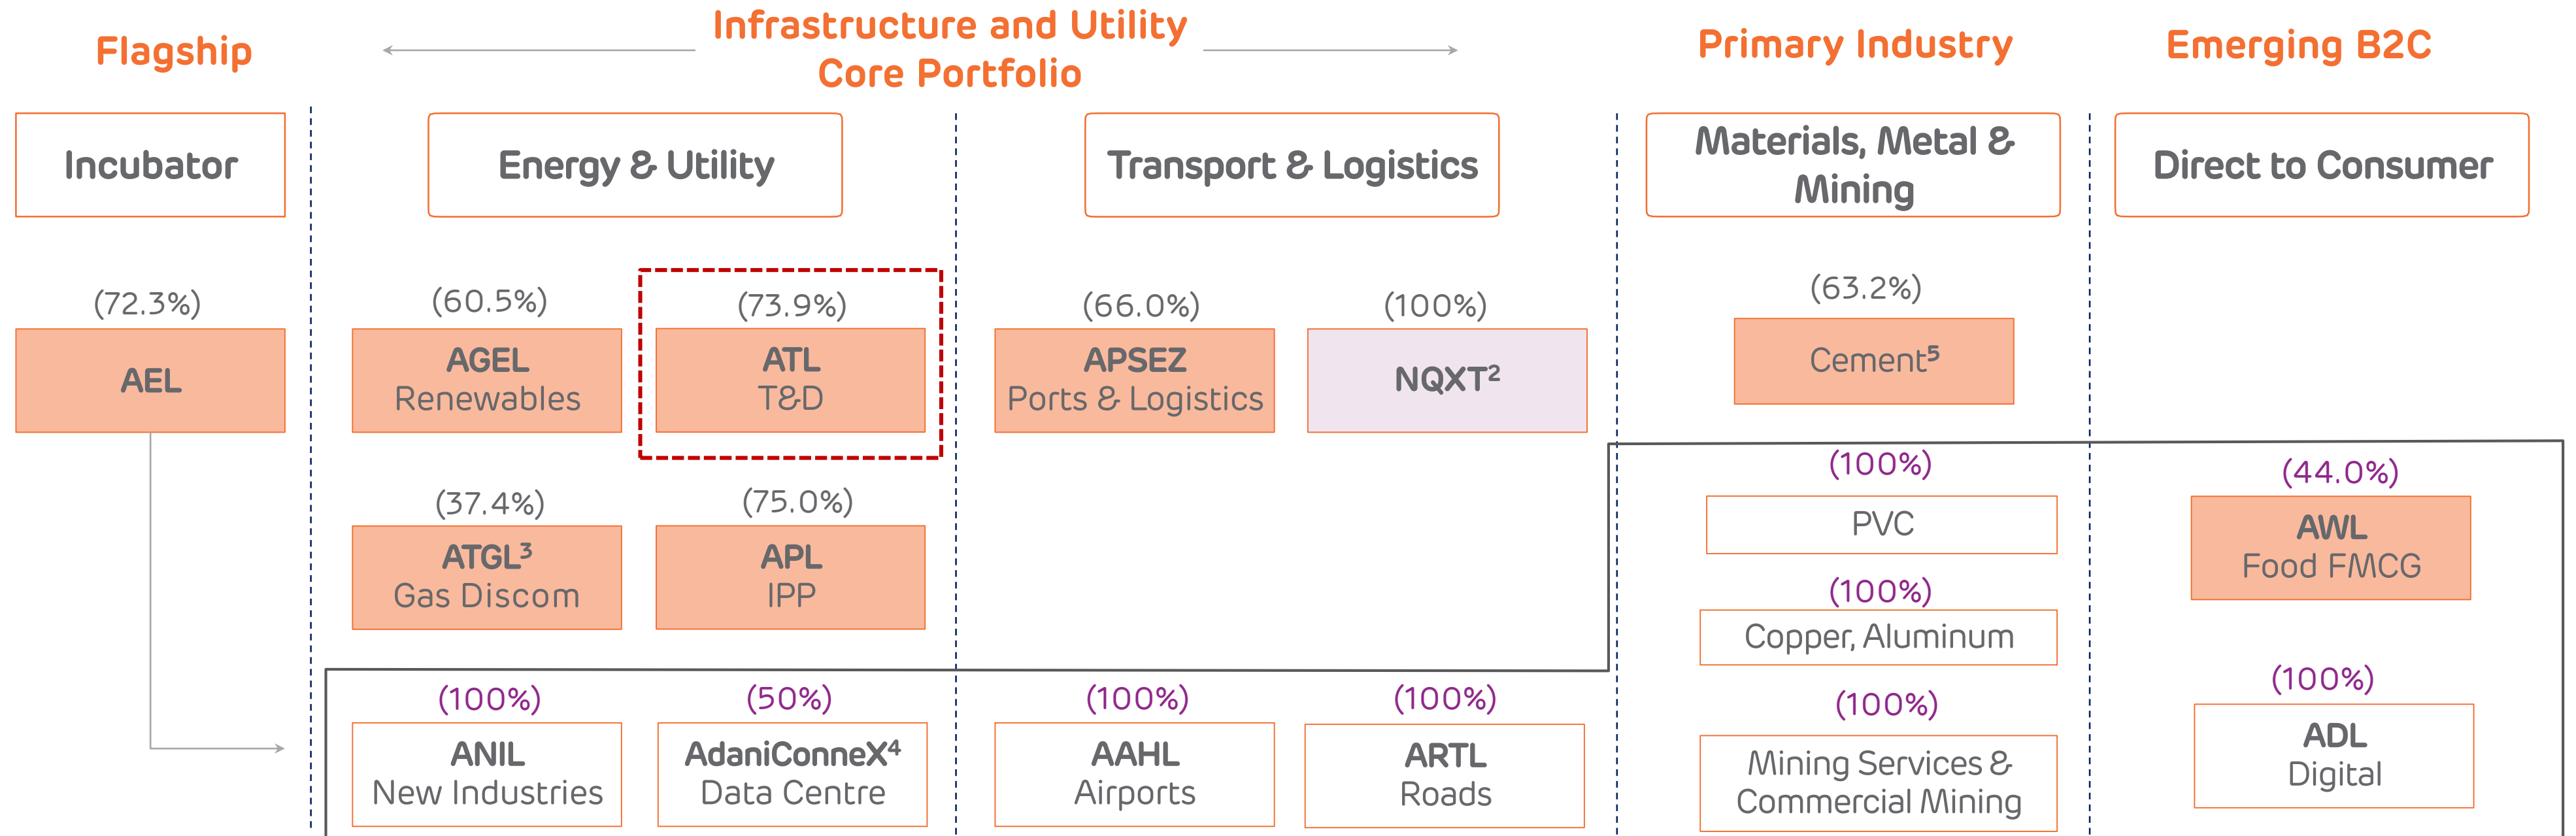 Flagship
Infrastructure and Utility
Core Portfolio
Primary Industry
Emerging B2C
Incubator
Energy & Utility
Transport & Logistics
Materials, Metal &
Mining
Direct to Consumer
(72.3%)
AEL
(60.5%)
AGEL
Renewables
(73.9%)
ATL
T&D
(66.0%)
APSEZ
Ports & Logistics
(100%)
NQXT²
(63.2%)
Cement⁵
(37.4%)
ATGL³
Gas Discom
(75.0%)
APL
IPP
(100%)
PVC
(44.0%)
AWL
Food FMCG
(100%)
Copper, Aluminum
(100%)
ANIL
New Industries
(50%)
AdaniConneX⁴
Data Centre
(100%)
AAHL
Airports
(100%)
ARTL
Roads
(100%)
Mining Services &
Commercial Mining
(100%)
ADL
Digital